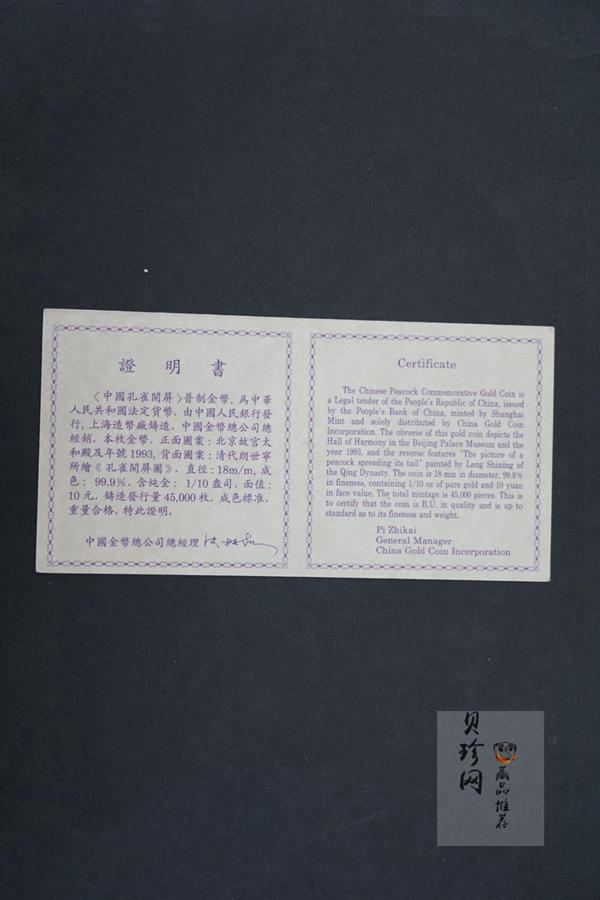 證明書
〈中國孔雀開屏〉普制金幣，爲中華
人民共和國法定貨幣。由中國人民銀行發
行，上海造幣廠鑄造。中國金幣總公司總
經銷。本枚金幣，正面圖案：北京故宫太
和殿及年號1993，背面圖案：清代朗世寧
所繪《孔雀開屏圖》。直徑：18m/m，成
色：99.9%，含純金：1/10盎司，面值：
10元，鑄造發行量45,000枚。成色標准，
重量合格，特此證明。
中國金幣總公司總經理
Certificate
The Chinese Peacock Commemorative Gold Coin is
a Legal tender of the People's Republic of China, issued
by the People's Bank of China, minted by Shanghai
Mint and solely distributed by China Gold Coin
Incorporation. The obverse of this gold coin depicts the
Hall of Harmony in the Beijing Palace Museum and the
year 1993, and the reverse features "The picture of a
peacock spreading its tail" painted by Lang Shining of
the Qing Dynasty. The coin is 18 mm in diameter, 99.9%
in fineness, containing 1/10 oz of pure gold and 10 yuan
in face value. The total mintage is 45,000 pieces. This is
to certify that the coin is B.U. in quality and is up to
standard as to its fineness and weight.
Pi Zhikai
General Manager
China Gold Coin Incorporation
贝珍网
藏品推荐